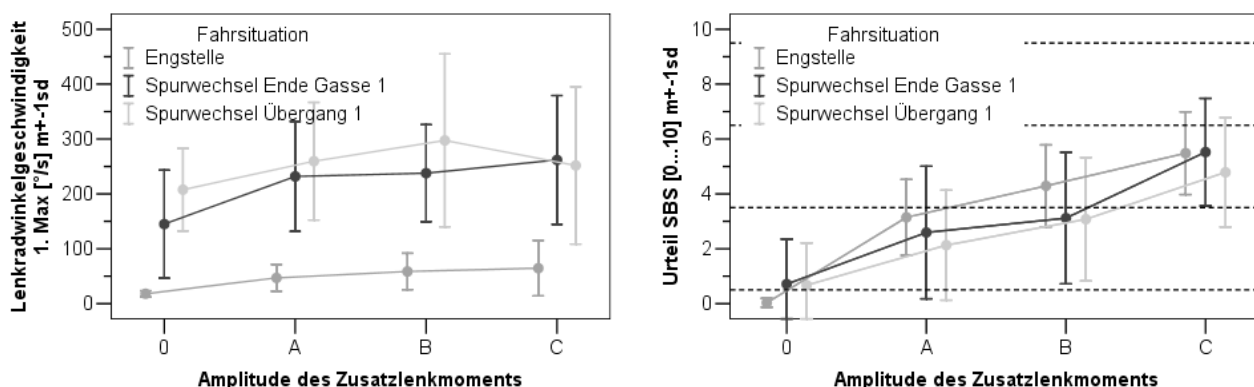 Lenkradwinkelgeschwindigkeit
1. Max [°/s] m+-1sd
500
400
300
200
100
0
Fahrsituation
Engstelle
Spurwechsel Ende Gasse 1
Spurwechsel Übergang 1
0 A B C
Amplitude des Zusatzlenkmoments
Urteil SBS [0...10] m+-1sd
10
8
6
4
2
0
Fahrsituation
Engstelle
Spurwechsel Ende Gasse 1
Spurwechsel Übergang 1
0 A B C
Amplitude des Zusatzlenkmoments